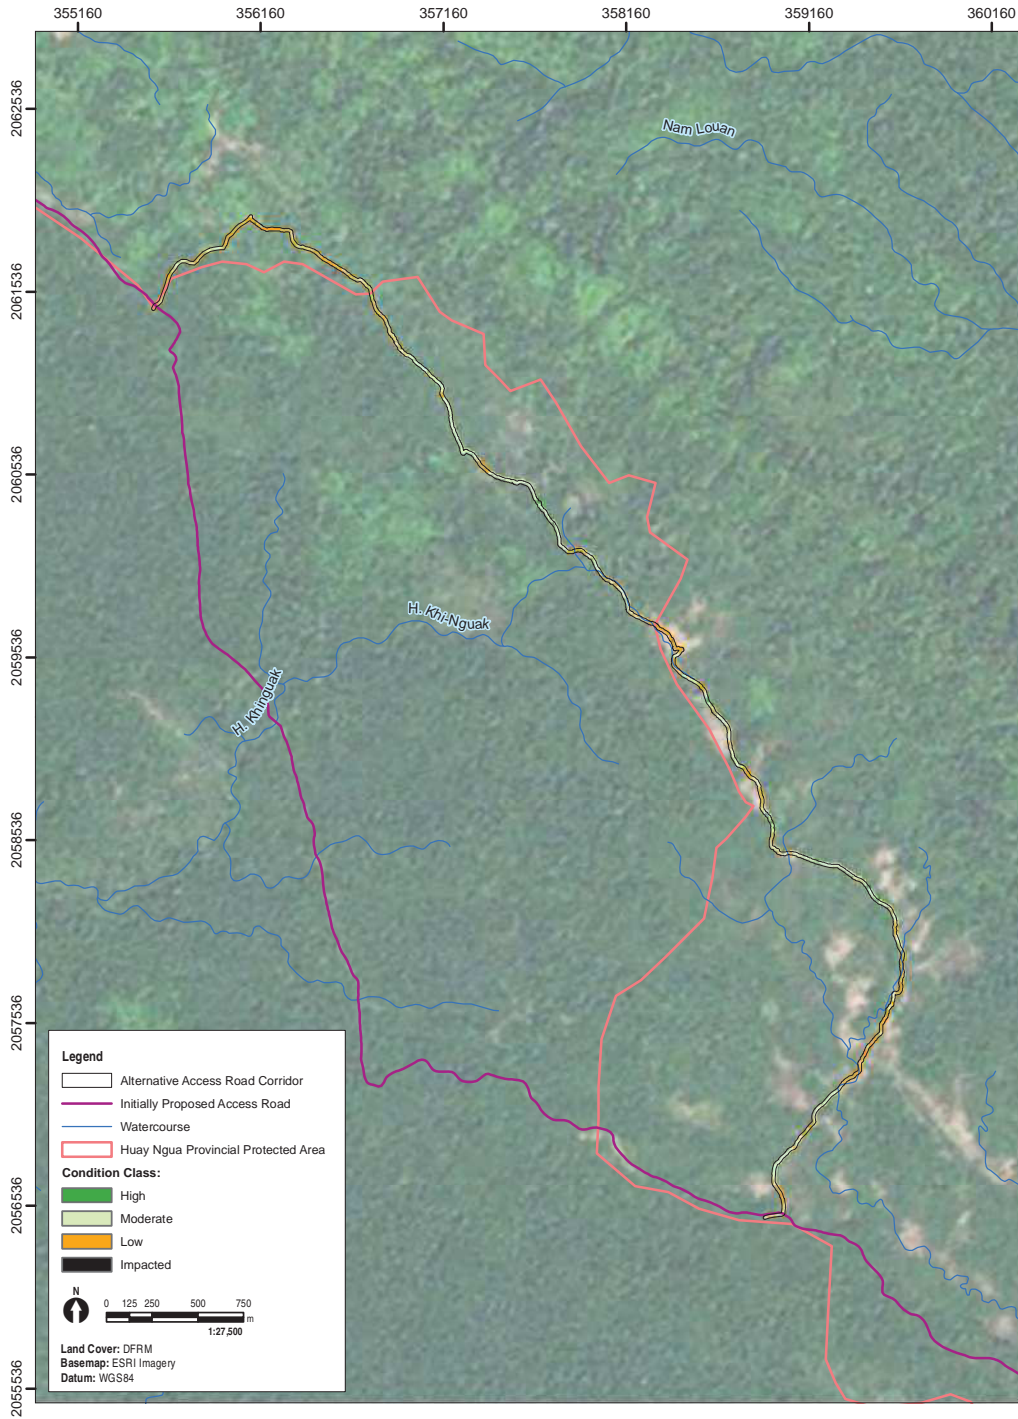 355160 356160 357160 358160 359160 360160
2062536
2061536
2060536
2059536
2058536
2057536
2056536
2055536
Nam Louan
H. Khi-Nguak
H. Khinguak
Legend
Alternative Access Road Corridor
Initially Proposed Access Road
Watercourse
Huay Ngua Provincial Protected Area
Condition Class:
High
Moderate
Low
Impacted
N
0 125 250 500 750
m
1:27,500
Land Cover: DFRM
Basemap: ESRI Imagery
Datum: WGS84